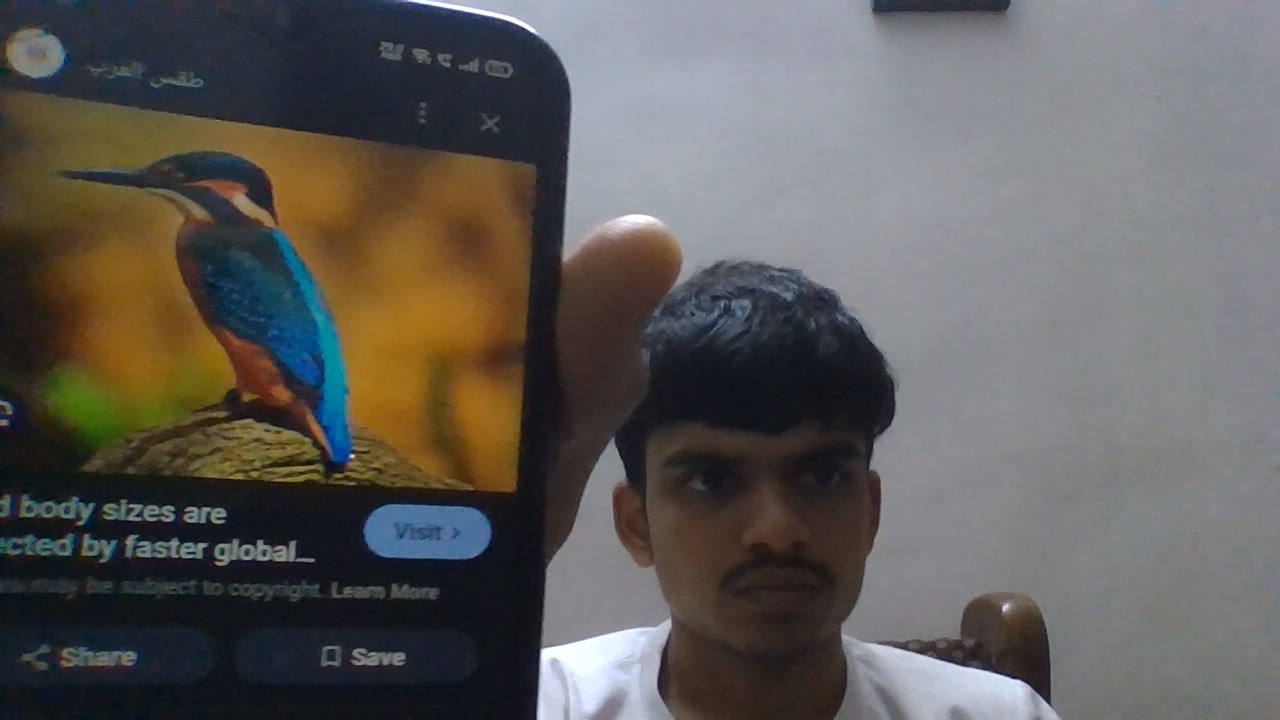 طقس العرب
d body sizes are
ected by faster global...
may be subject to copyright. Learn More
Visit >
Share
Save